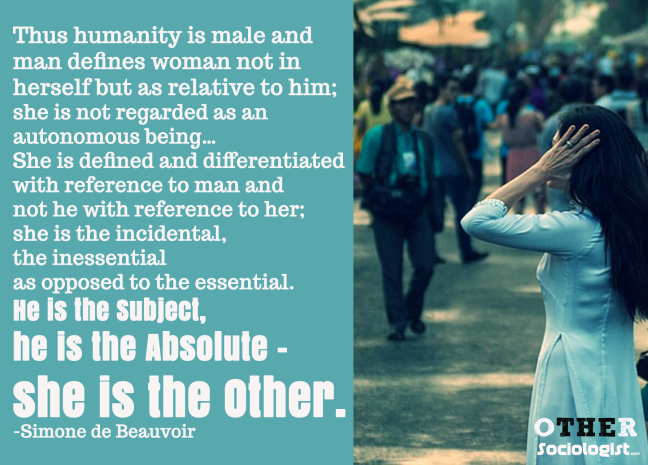 Thus humanity is male and
man defines woman not in
herself but as relative to him;
she is not regarded as an
autonomous being...
She is defined and differentiated
with reference to man and
not he with reference to her;
she is the incidental,
the inessential
as opposed to the essential.
He is the Subject,
he is the Absolute -
she is the Other.
-Simone de Beauvoir
OTHER
Sociologist.com